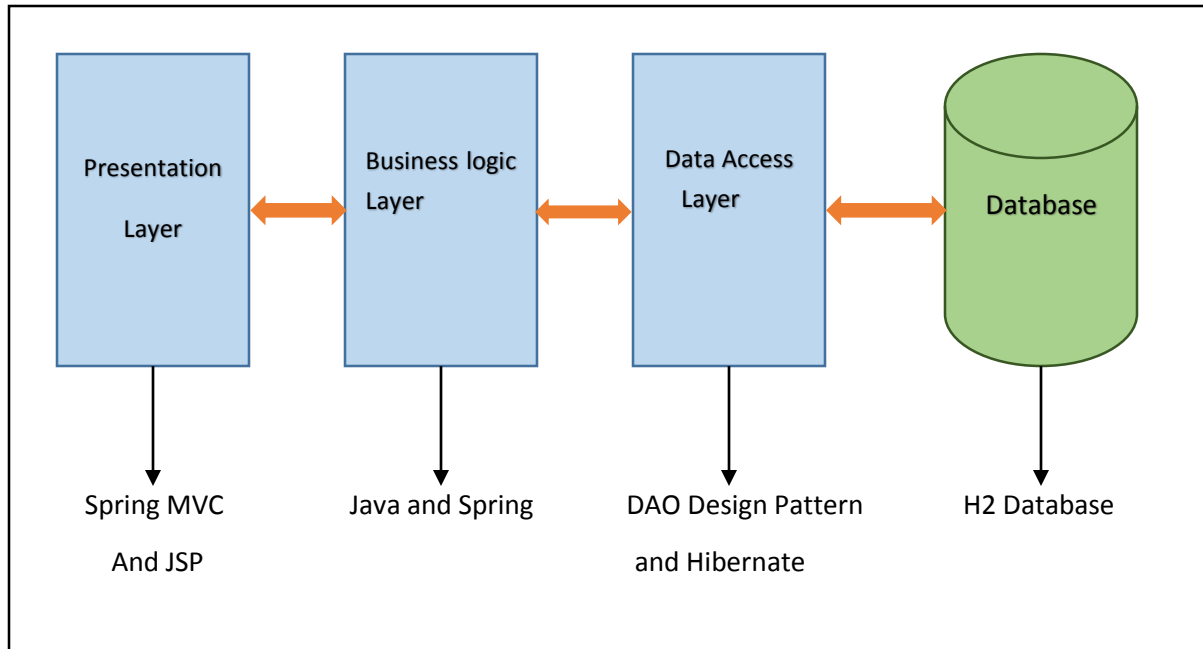 Presentation
Layer
Business logic
Layer
Data Access
Layer
Database
Spring MVC
And JSP
Java and Spring
DAO Design Pattern
and Hibernate
H2 Database